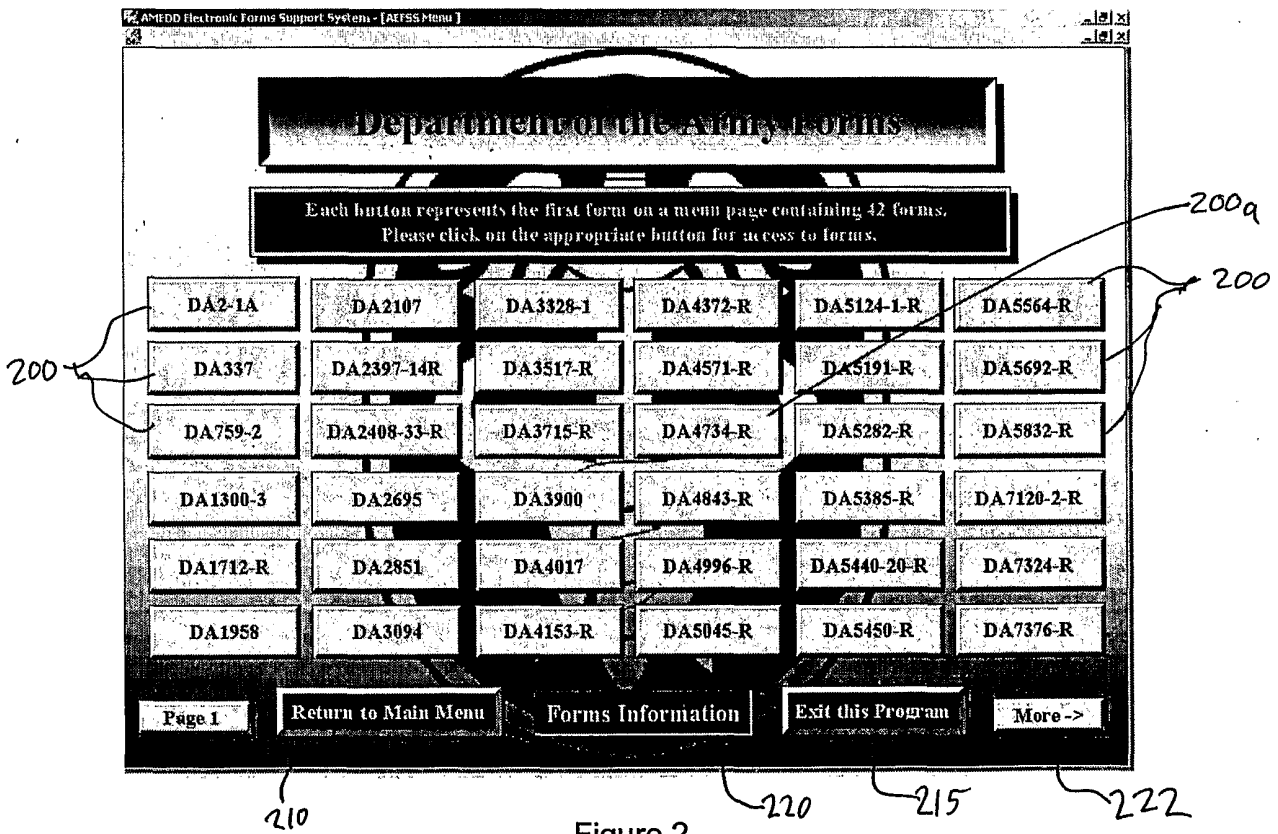 AMEDD Electronic Forms Support System - [AEFSS Menu ]
Department of the Army Forms
Each button represents the first form on a menu page containing 42 forms.
Please click on the appropriate button for access to forms.
200a
200
DA2-1A DA2107 DA3328-1 DA4372-R DA5124-1-R DA5564-R
200
DA337 DA2397-14R DA3517-R DA4571-R DA5191-R DA5692-R
DA759-2 DA2408-33-R DA3715-R DA4734-R DA5282-R DA5832-R
DA1300-3 DA2695 DA3900 DA4843-R DA5385-R DA7120-2-R
DA1712-R DA2851 DA4017 DA4996-R DA5440-20-R DA7324-R
DA1958 DA3094 DA4153-R DA5045-R DA5450-R DA7376-R
Page 1 Return to Main Menu Forms Information Exit this Program More ->
210 220 215 222
Figure 2